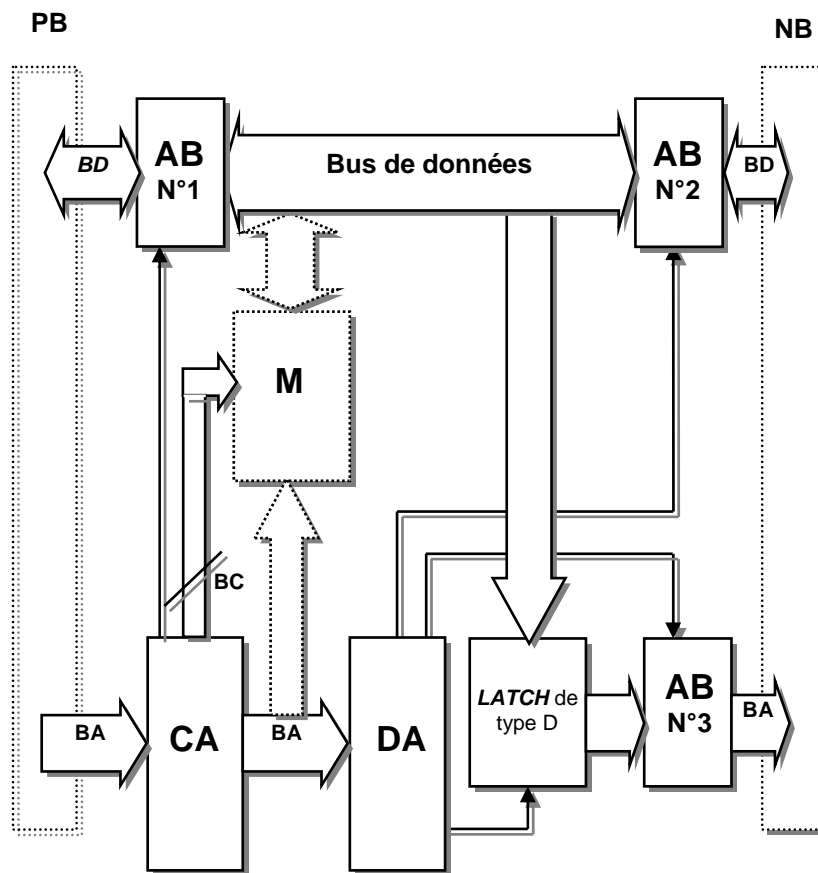 PB
NB
BD
AB
N°1
Bus de données
AB
N°2
BD
M
BC
BA
CA
BA
DA
LATCH de
type D
AB
N°3
BA